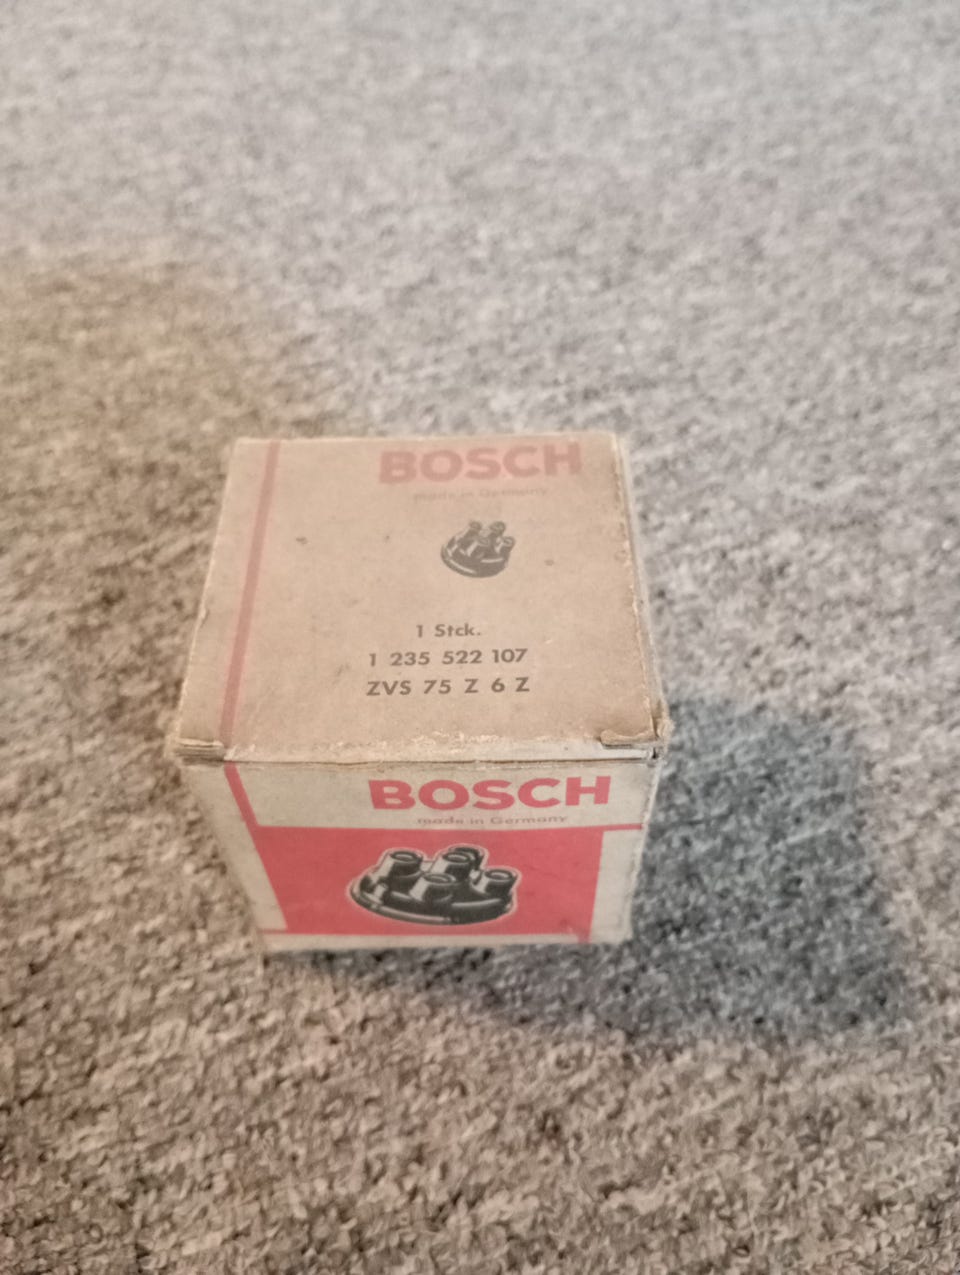 BOSCH
made in Germany
1 Stck.
1 235 522 107
ZVS 75 Z 6 Z
BOSCH
made in Germany